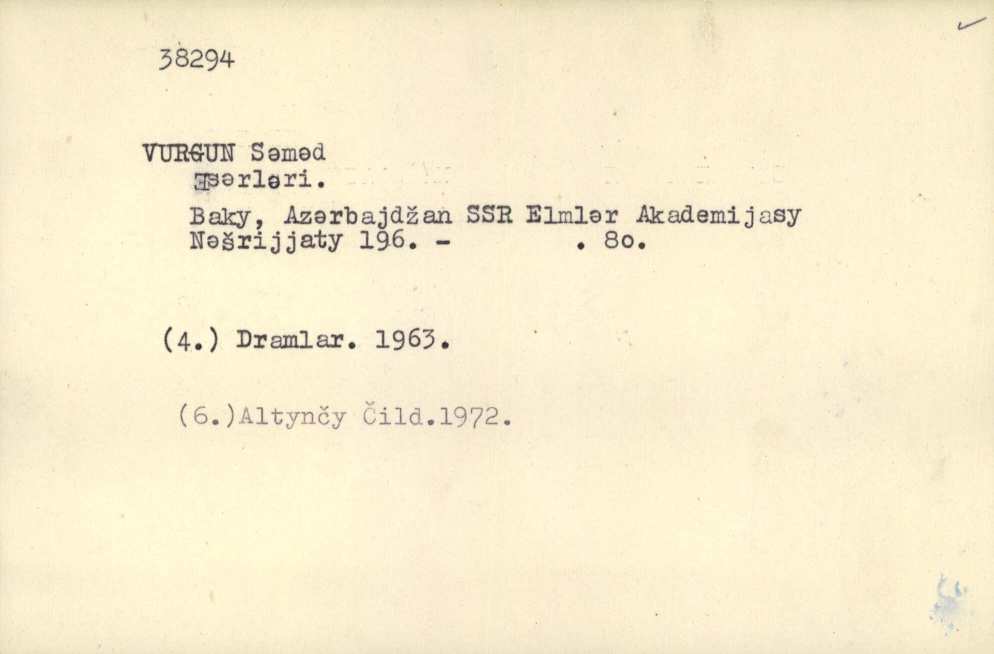 38294
VURGUN Səməd
Əsərləri.
Baky, Azərbajdžan SSR Elmlər Akademijasy
Nəšrijjaty 196. - . 8o.
(4.) Dramlar. 1963.
(6.)Altynčy Čild.1972.